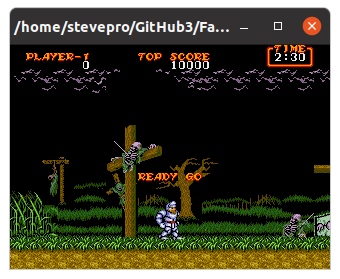 /home/stevepro/GitHub3/Fa...
PLAYER-1 TOP SCORE TIME
0 10000 2:30
READY GO